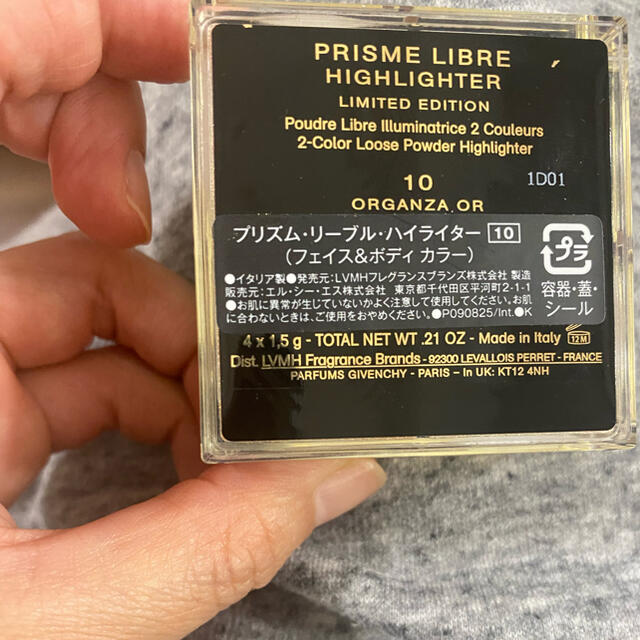 PRISME LIBRE
HIGHLIGHTER
LIMITED EDITION
Poudre Libre Illuminatrice 2 Couleurs
2-Color Loose Powder Highlighter
10
1D01
ORGANZA OR
プリズム・リーブル・ハイライター 10
(フェイス&ボディ カラー)
プラ
容器・蓋・
シール
●イタリア製●発売元:LVMHフレグランスブランズ株式会社 製造
販売元:エル・シー・エス株式会社 東京都千代田区平河町2-1-1
●お肌に異常が生じていないかよく注意して使用してください。お肌
に合わないときは、ご使用をおやめください。●P090825/Int.●K
4 x 1,5 g - TOTAL NET WT .21 OZ - Made in Italy 12M
Dist. LVMH Fragrance Brands - 92300 LEVALLOIS PERRET - FRANCE
PARFUMS GIVENCHY - PARIS - In UK: KT12 4NH